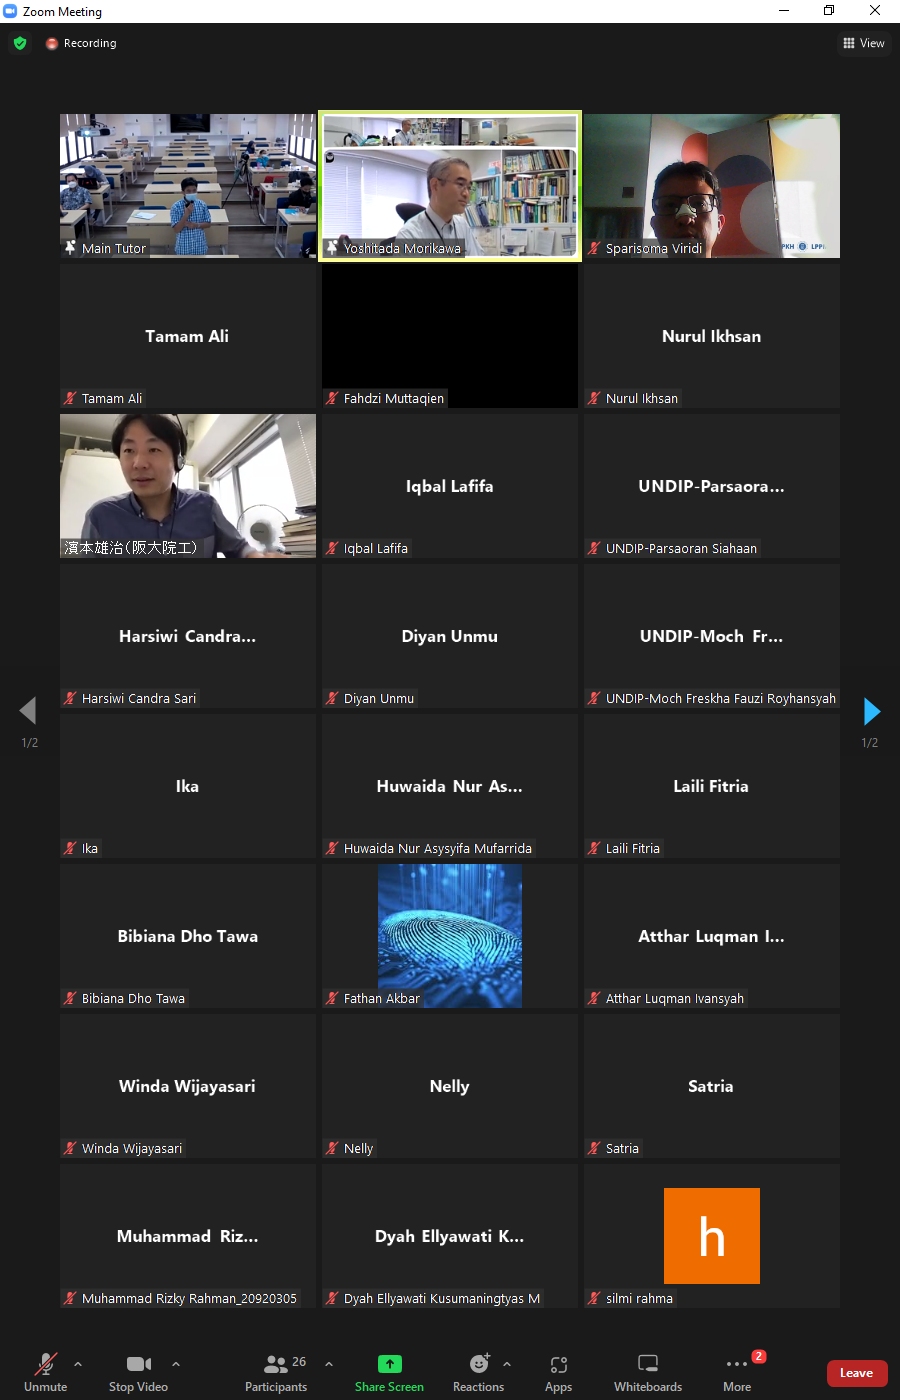 Zoom Meeting
Recording
View
Main Tutor
Yoshitada Morikawa
PKH LPPI
Sparisoma Viridi
Tamam Ali
Tamam Ali
Fahdzi Muttaqien
Nurul Ikhsan
Nurul Ikhsan
濵本雄治(阪大院工)
Iqbal Lafifa
Iqbal Lafifa
UNDIP-Parsaora...
UNDIP-Parsaoran Siahaan
Harsiwi Candra...
Harsiwi Candra Sari
Diyan Unmu
Diyan Unmu
UNDIP-Moch Fr...
UNDIP-Moch Freskha Fauzi Royhansyah
1/2
1/2
Ika
Ika
Huwaida Nur As...
Huwaida Nur Asysyifa Mufarrida
Laili Fitria
Laili Fitria
Bibiana Dho Tawa
Bibiana Dho Tawa
Fathan Akbar
Atthar Luqman I...
Atthar Luqman Ivansyah
Winda Wijayasari
Winda Wijayasari
Nelly
Nelly
Satria
Satria
Muhammad Riz...
Muhammad Rizky Rahman_20920305
Dyah Ellyawati K...
Dyah Ellyawati Kusumaningtyas M
h
silmi rahma
Unmute
Stop Video
26
Participants
Share Screen
Reactions
Apps
Whiteboards
2
More
Leave